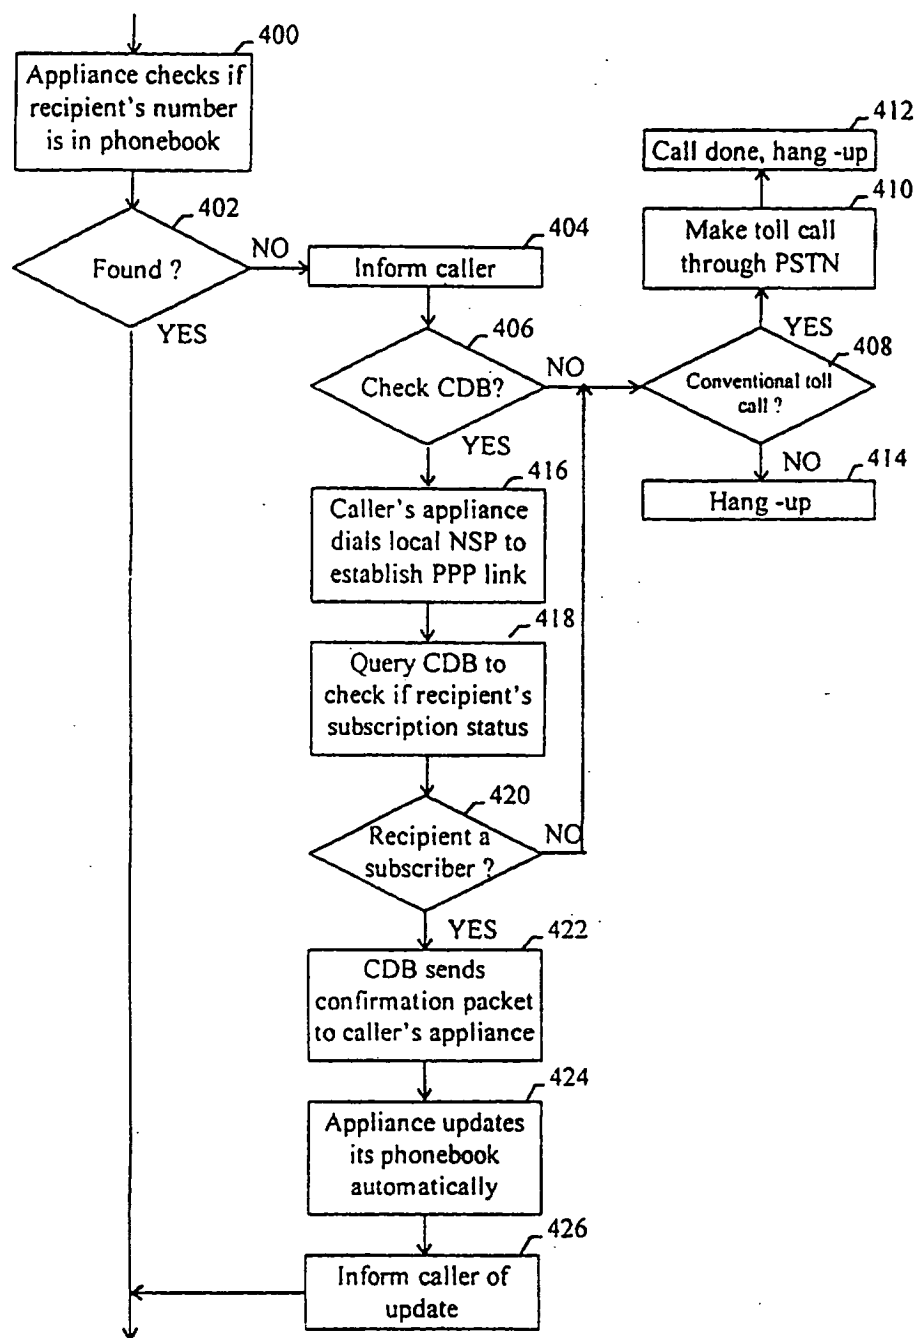 400
Appliance checks if
recipient's number
is in phonebook
402
Found ?
NO
YES
404
Inform caller
406
Check CDB?
NO
YES
412
Call done, hang -up
410
Make toll call
through PSTN
YES
408
Conventional toll
call ?
NO
414
Hang -up
416
Caller's appliance
dials local NSP to
establish PPP link
418
Query CDB to
check if recipient's
subscription status
420
Recipient a
subscriber ?
NO
YES
422
CDB sends
confirmation packet
to caller's appliance
424
Appliance updates
its phonebook
automatically
426
Inform caller of
update